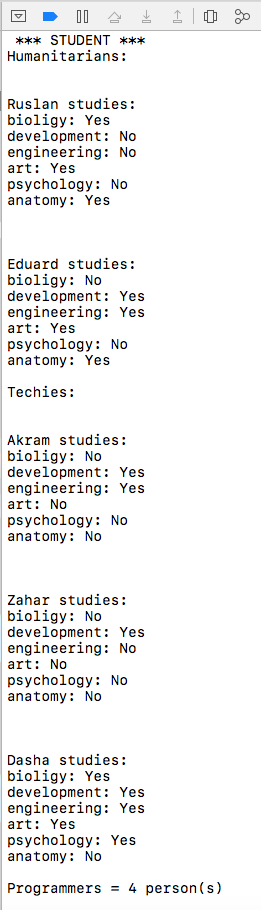 *** STUDENT ***
Humanitarians:
Ruslan studies:
bioligy: Yes
development: No
engineering: No
art: Yes
psychology: No
anatomy: Yes
Eduard studies:
bioligy: No
development: Yes
engineering: Yes
art: Yes
psychology: No
anatomy: Yes
Techies:
Akram studies:
bioligy: No
development: Yes
engineering: Yes
art: No
psychology: No
anatomy: No
Zahar studies:
bioligy: No
development: Yes
engineering: No
art: No
psychology: No
anatomy: No
Dasha studies:
bioligy: Yes
development: Yes
engineering: Yes
art: Yes
psychology: Yes
anatomy: No
Programmers = 4 person(s)